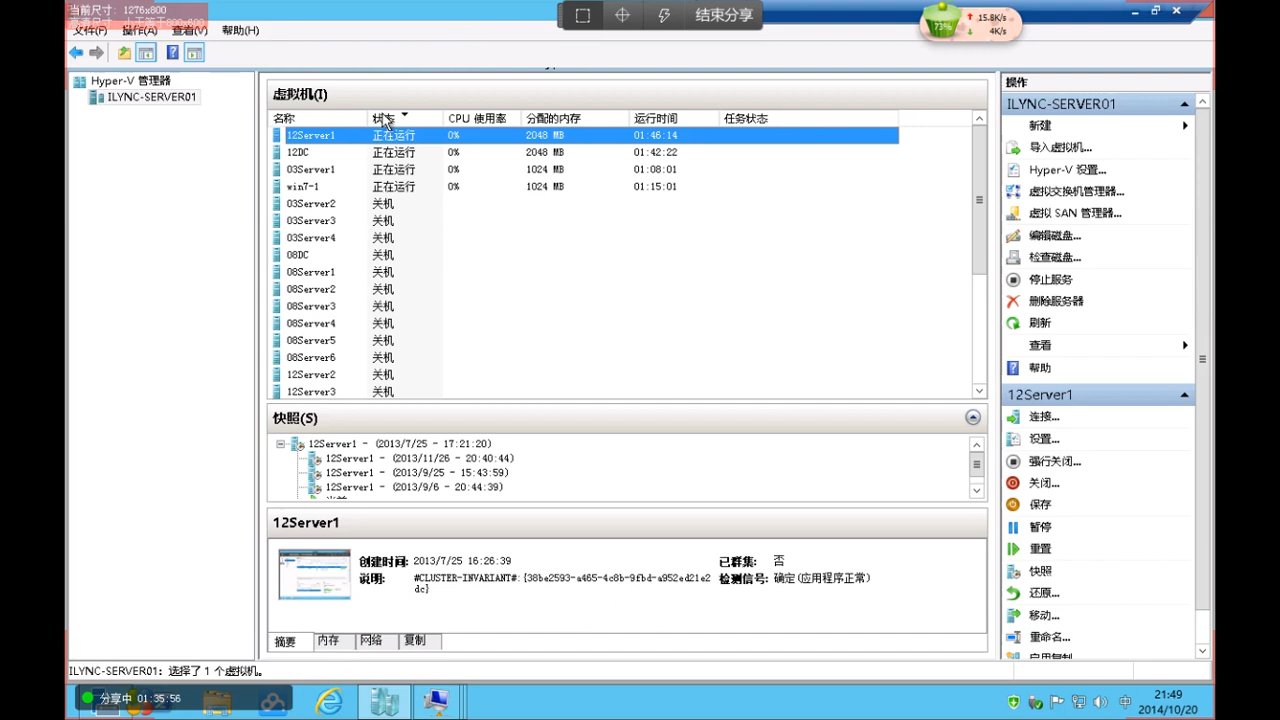 当前尺寸: 1276x800
文件(F) 操作(A) 查看(V) 帮助(H)
结束分享
73%
15.8K/s
4K/s
Hyper-V 管理器
ILYNC-SERVER01
虚拟机(I)
名称 状态 CPU 使用率 分配的内存 运行时间 任务状态
12Server1 正在运行 0% 2048 MB 01:46:14
12DC 正在运行 0% 2048 MB 01:42:22
03Server1 正在运行 0% 1024 MB 01:08:01
win7-1 正在运行 0% 1024 MB 01:15:01
03Server2 关机
03Server3 关机
03Server4 关机
08DC 关机
08Server1 关机
08Server2 关机
08Server3 关机
08Server4 关机
08Server5 关机
08Server6 关机
12Server2 关机
12Server3 关机
快照(S)
12Server1 - (2013/7/25 - 17:21:20)
12Server1 - (2013/11/26 - 20:40:44)
12Server1 - (2013/9/25 - 15:43:59)
12Server1 - (2013/9/6 - 20:44:39)
12Server1
创建时间: 2013/7/25 16:26:39
说明: #CLUSTER-INVARIANT#:{38be2593-a465-4c8b-9fbd-a952ed21e2
dc}
已群集: 否
检测信号: 确定(应用程序正常)
摘要 内存 网络 复制
操作
ILYNC-SERVER01
新建
导入虚拟机...
Hyper-V 设置...
虚拟交换机管理器...
虚拟 SAN 管理器...
编辑磁盘...
检查磁盘...
停止服务
删除服务器
刷新
查看
帮助
12Server1
连接...
设置...
强行关闭...
关闭...
保存
暂停
重置
快照
还原...
移动...
重命名...
启用复制
ILYNC-SERVER01: 选择了 1 个虚拟机。
分享中 01:35:56
中
21:49
2014/10/20